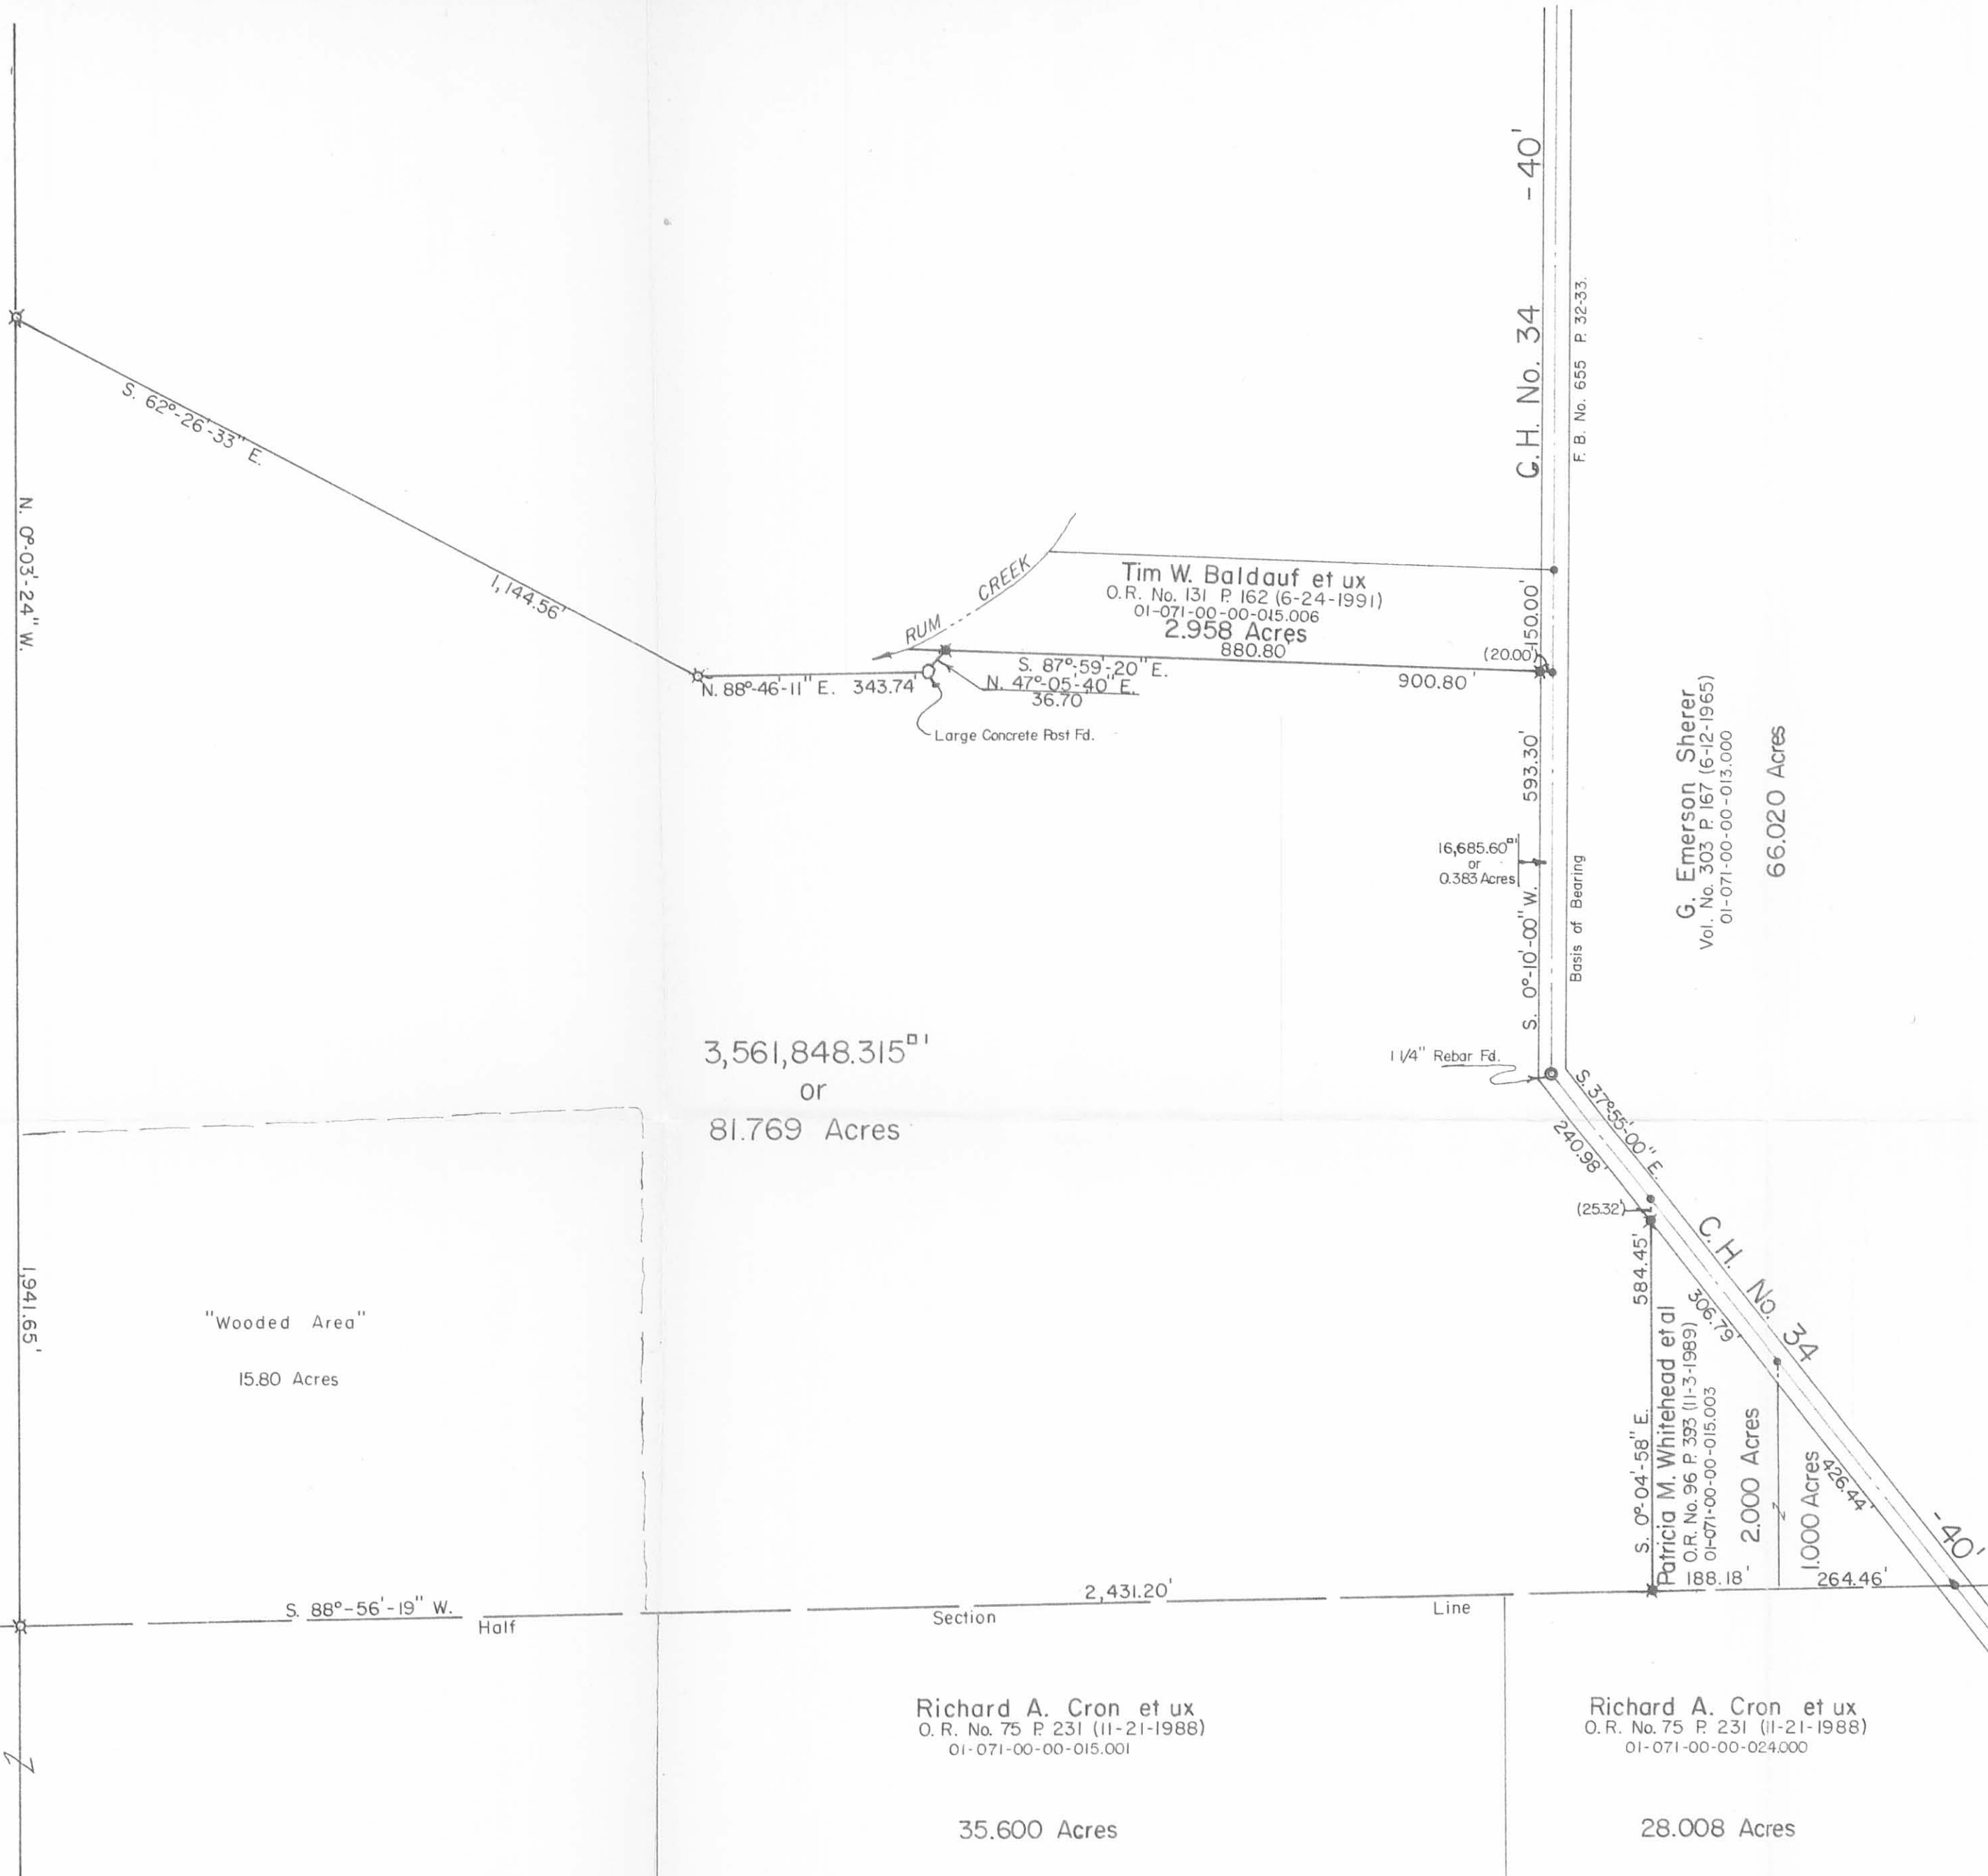 C. H. No. 34 - 40'
F. B. No. 655 P. 32-33.
S. 62°-26'-33" E.
1,144.56'
N. 0°-03'-24" W.
1,941.65'
RUM CREEK
Tim W. Baldauf et ux
O.R. No. 131 P. 162 (6-24-1991)
01-071-00-00-015.006
2.958 Acres
880.80'
150.00'
(20.00')
S. 87°-59'-20" E.
900.80'
N. 88°-46'-11" E. 343.74'
N. 47°-05'-40" E.
36.70
Large Concrete Post Fd.
593.30'
S. 0°-10'-00" W.
Basis of Bearing
16,685.60□'
or
0.383 Acres
G. Emerson Sherer
Vol. No. 303 P. 167 (6-12-1965)
01-071-00-00-013.000
66.020 Acres
3,561,848.315□'
or
81.769 Acres
1 1/4" Rebar Fd.
S. 37°-55'-00" E.
240.98'
(25.32')
C. H. No. 34
-40'
584.45'
S. 0°-04'-58" E.
306.79'
426.44'
Patricia M. Whitehead et al
O.R. No. 96 P. 393 (11-3-1989)
01-071-00-00-015.003
2.000 Acres
1.000 Acres
188.18'
264.46'
"Wooded Area"
15.80 Acres
S. 88°-56'-19" W.
2,431.20'
Half Section Line
Richard A. Cron et ux
O. R. No. 75 P. 231 (11-21-1988)
01-071-00-00-015.001
35.600 Acres
Richard A. Cron et ux
O. R. No. 75 P. 231 (11-21-1988)
01-071-00-00-024.000
28.008 Acres